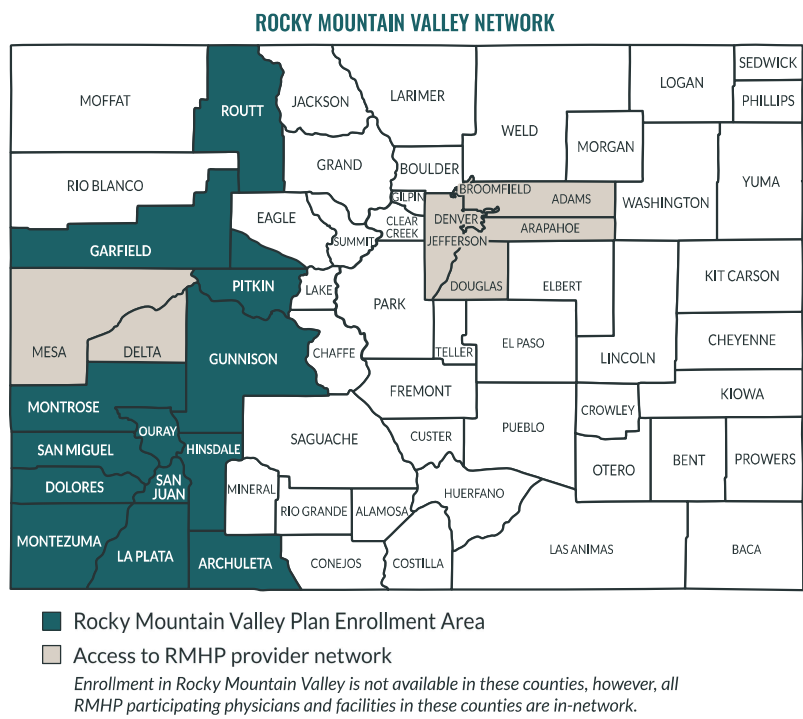 ROCKY MOUNTAIN VALLEY NETWORK
MOFFAT
ROUTT
JACKSON
LARIMER
WELD
LOGAN
SEDWICK
PHILLIPS
MORGAN
RIO BLANCO
GRAND
BOULDER
BROOMFIELD
ADAMS
WASHINGTON
YUMA
GILPIN
EAGLE
SUMMIT
CLEAR
CREEK
DENVER
ARAPAHOE
JEFFERSON
GARFIELD
PITKIN
LAKE
PARK
DOUGLAS
ELBERT
KIT CARSON
MESA
DELTA
GUNNISON
CHAFFE
TELLER
EL PASO
LINCOLN
CHEYENNE
MONTROSE
FREMONT
CROWLEY
KIOWA
OURAY
SAN MIGUEL
HINSDALE
SAGUACHE
CUSTER
PUEBLO
OTERO
BENT
PROWERS
DOLORES
SAN
JUAN
MINERAL
RIO GRANDE
ALAMOSA
HUERFANO
MONTEZUMA
LA PLATA
ARCHULETA
CONEJOS
COSTILLA
LAS ANIMAS
BACA
Rocky Mountain Valley Plan Enrollment Area
Access to RMHP provider network
Enrollment in Rocky Mountain Valley is not available in these counties, however, all
RMHP participating physicians and facilities in these counties are in-network.